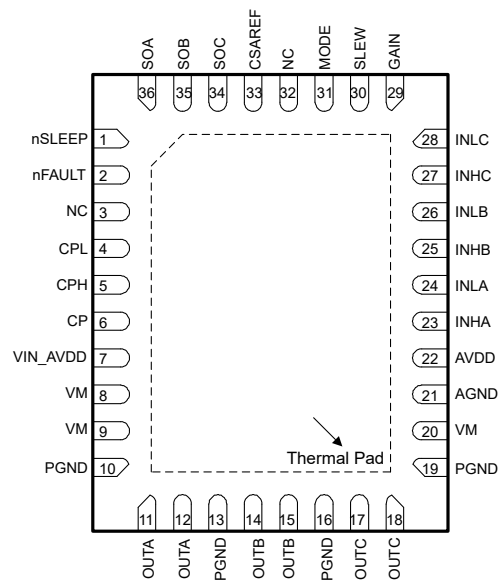 SOA
SOB
SOC
CSAREF
NC
MODE
SLEW
GAIN
36
35
34
33
32
31
30
29
nSLEEP 1
nFAULT 2
NC 3
CPL 4
CPH 5
CP 6
VIN_AVDD 7
VM 8
VM 9
PGND 10
28 INLC
27 INHC
26 INLB
25 INHB
24 INLA
23 INHA
22 AVDD
21 AGND
20 VM
19 PGND
Thermal Pad
11
12
13
14
15
16
17
18
OUTA
OUTA
PGND
OUTB
OUTB
PGND
OUTC
OUTC